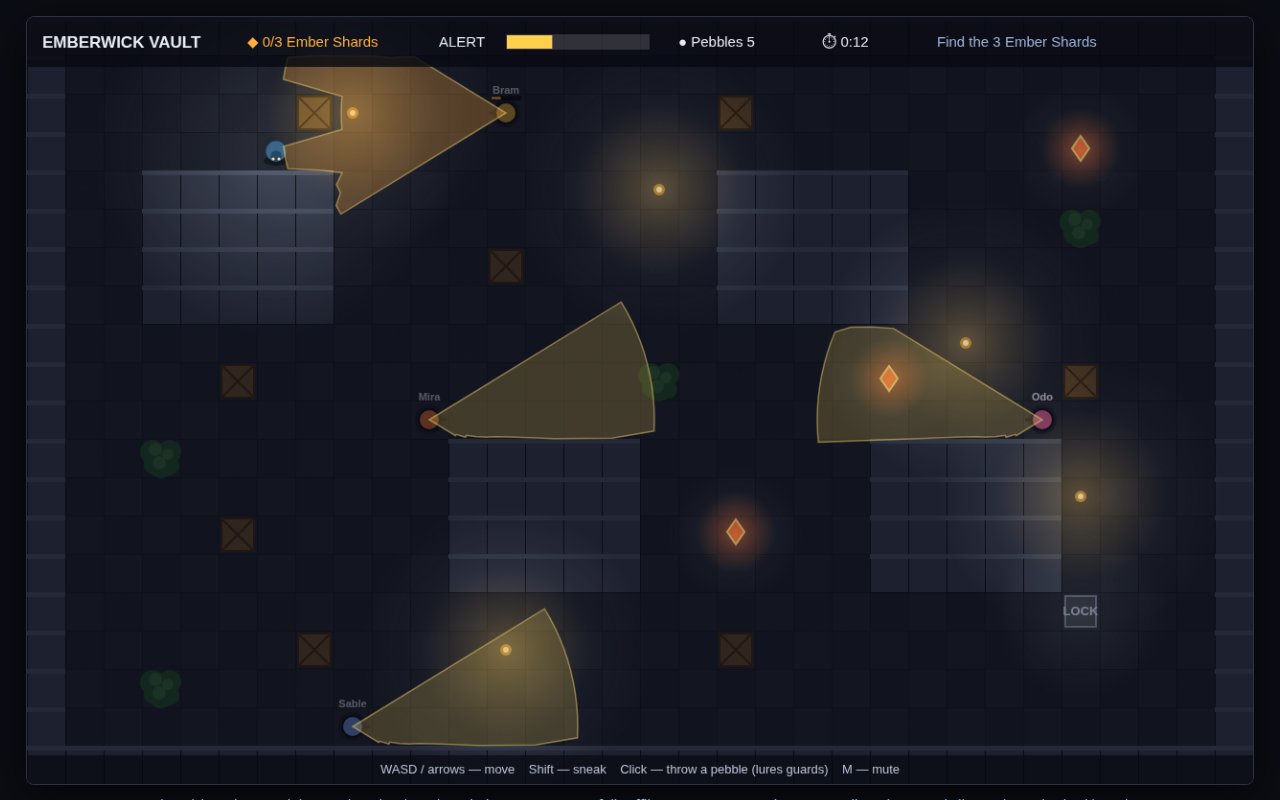 EMBERWICK VAULT ◆ 0/3 Ember Shards ALERT ● Pebbles 5 ⏱ 0:12 Find the 3 Ember Shards
Bram
Mira
Odo
LOCK
Sable
WASD / arrows — move Shift — sneak Click — throw a pebble (lures guards) M — mute